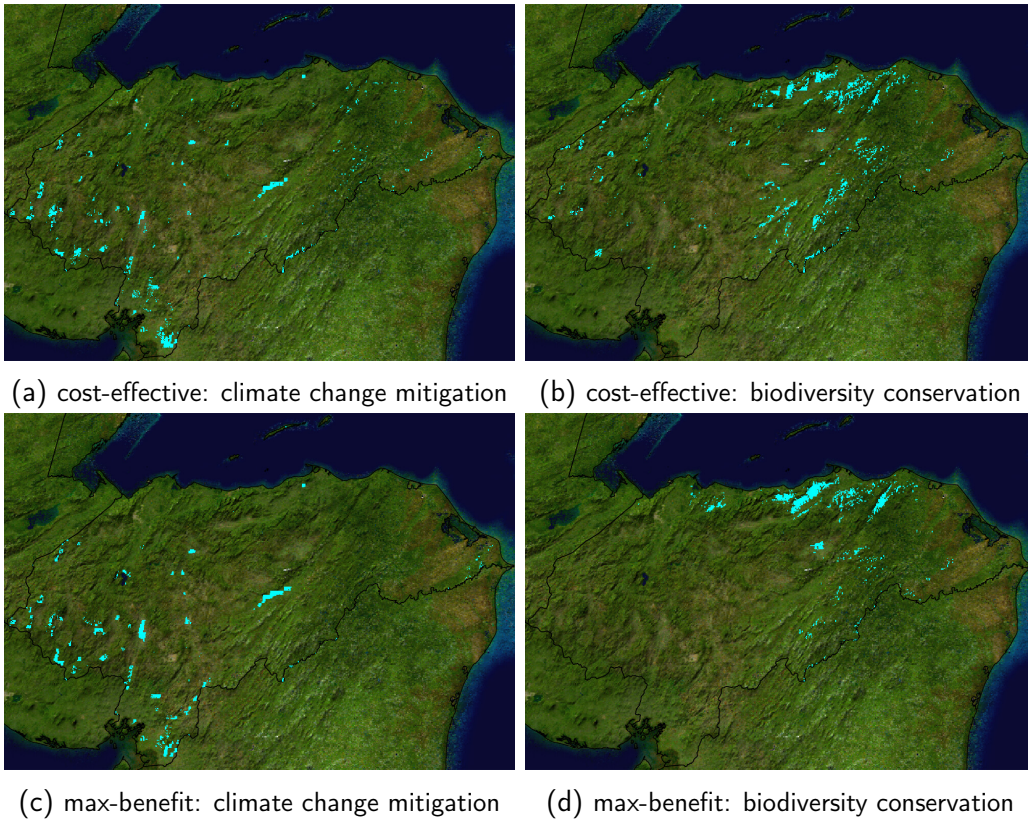 (a) cost-effective: climate change mitigation
(b) cost-effective: biodiversity conservation
(c) max-benefit: climate change mitigation
(d) max-benefit: biodiversity conservation